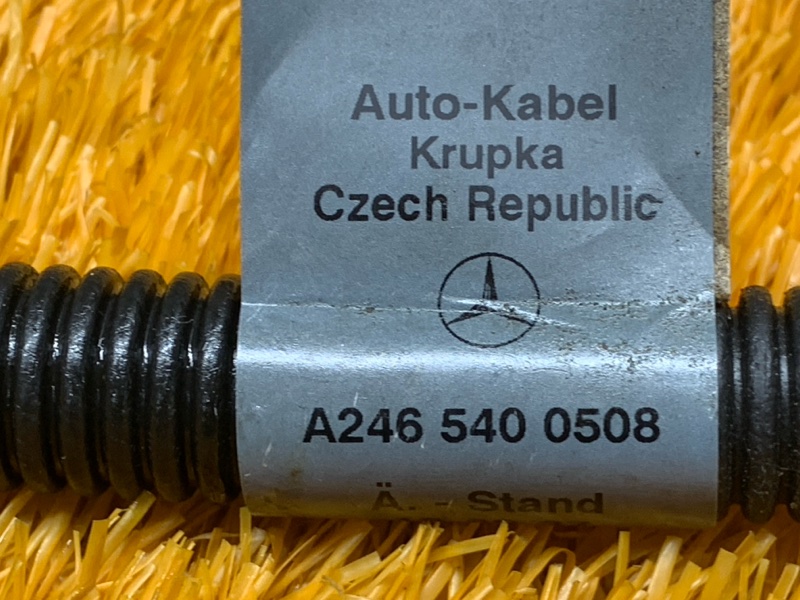 Auto-Kabel
Krupka
Czech Republic
A246 540 0508
Ä. - Stand